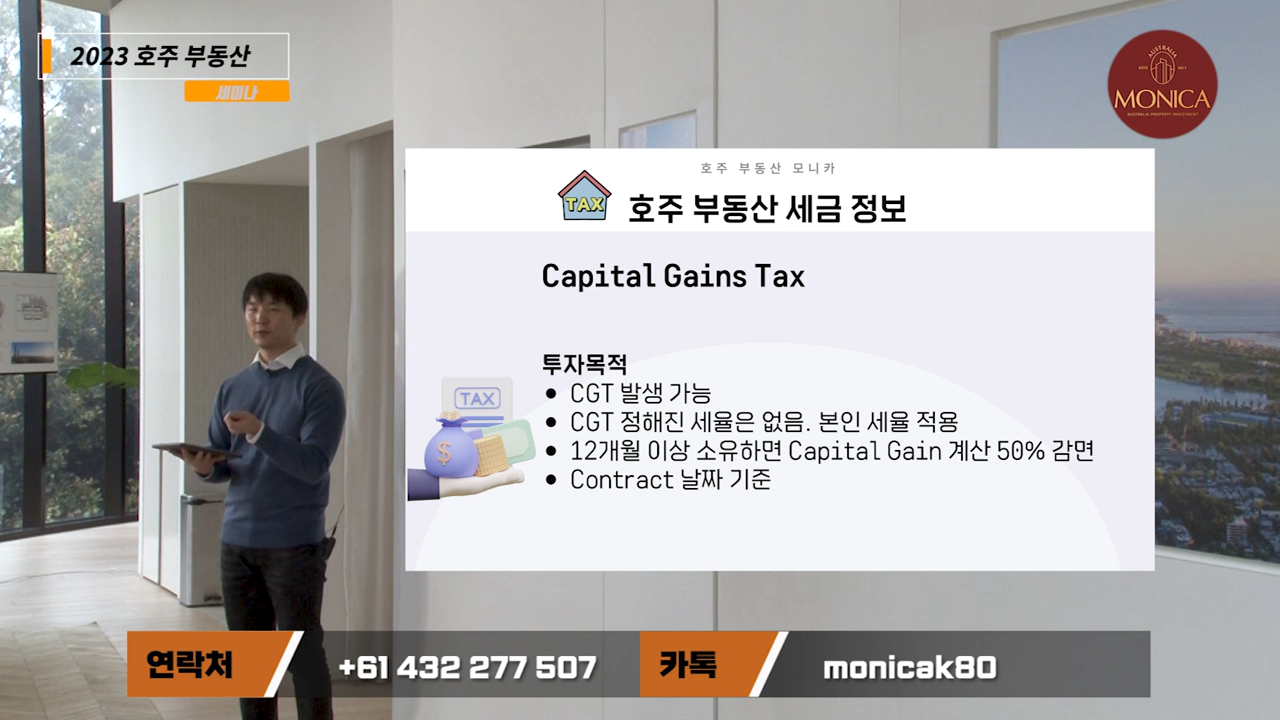 2023 호주 부동산
세미나
AUSTRALIA
MONICA
AUSTRALIA PROPERTY INVESTMENT
호주 부동산 모니카
TAX
호주 부동산 세금 정보
Capital Gains Tax
투자목적
TAX
$
• CGT 발생 가능
• CGT 정해진 세율은 없음. 본인 세율 적용
• 12개월 이상 소유하면 Capital Gain 계산 50% 감면
• Contract 날짜 기준
연락처
+61 432 277 507
카톡
monicak80